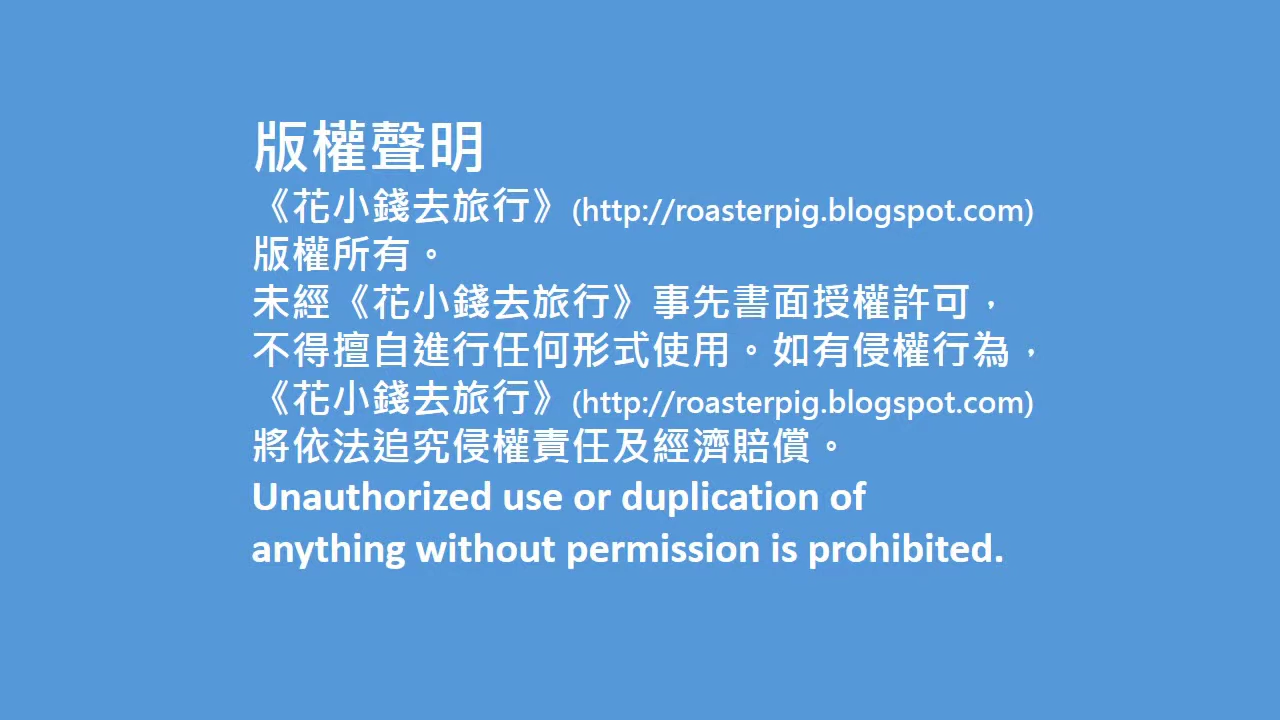 版權聲明
《花小錢去旅行》(http://roasterpig.blogspot.com)
版權所有。
未經《花小錢去旅行》事先書面授權許可，
不得擅自進行任何形式使用。如有侵權行為，
《花小錢去旅行》(http://roasterpig.blogspot.com)
將依法追究侵權責任及經濟賠償。
Unauthorized use or duplication of
anything without permission is prohibited.